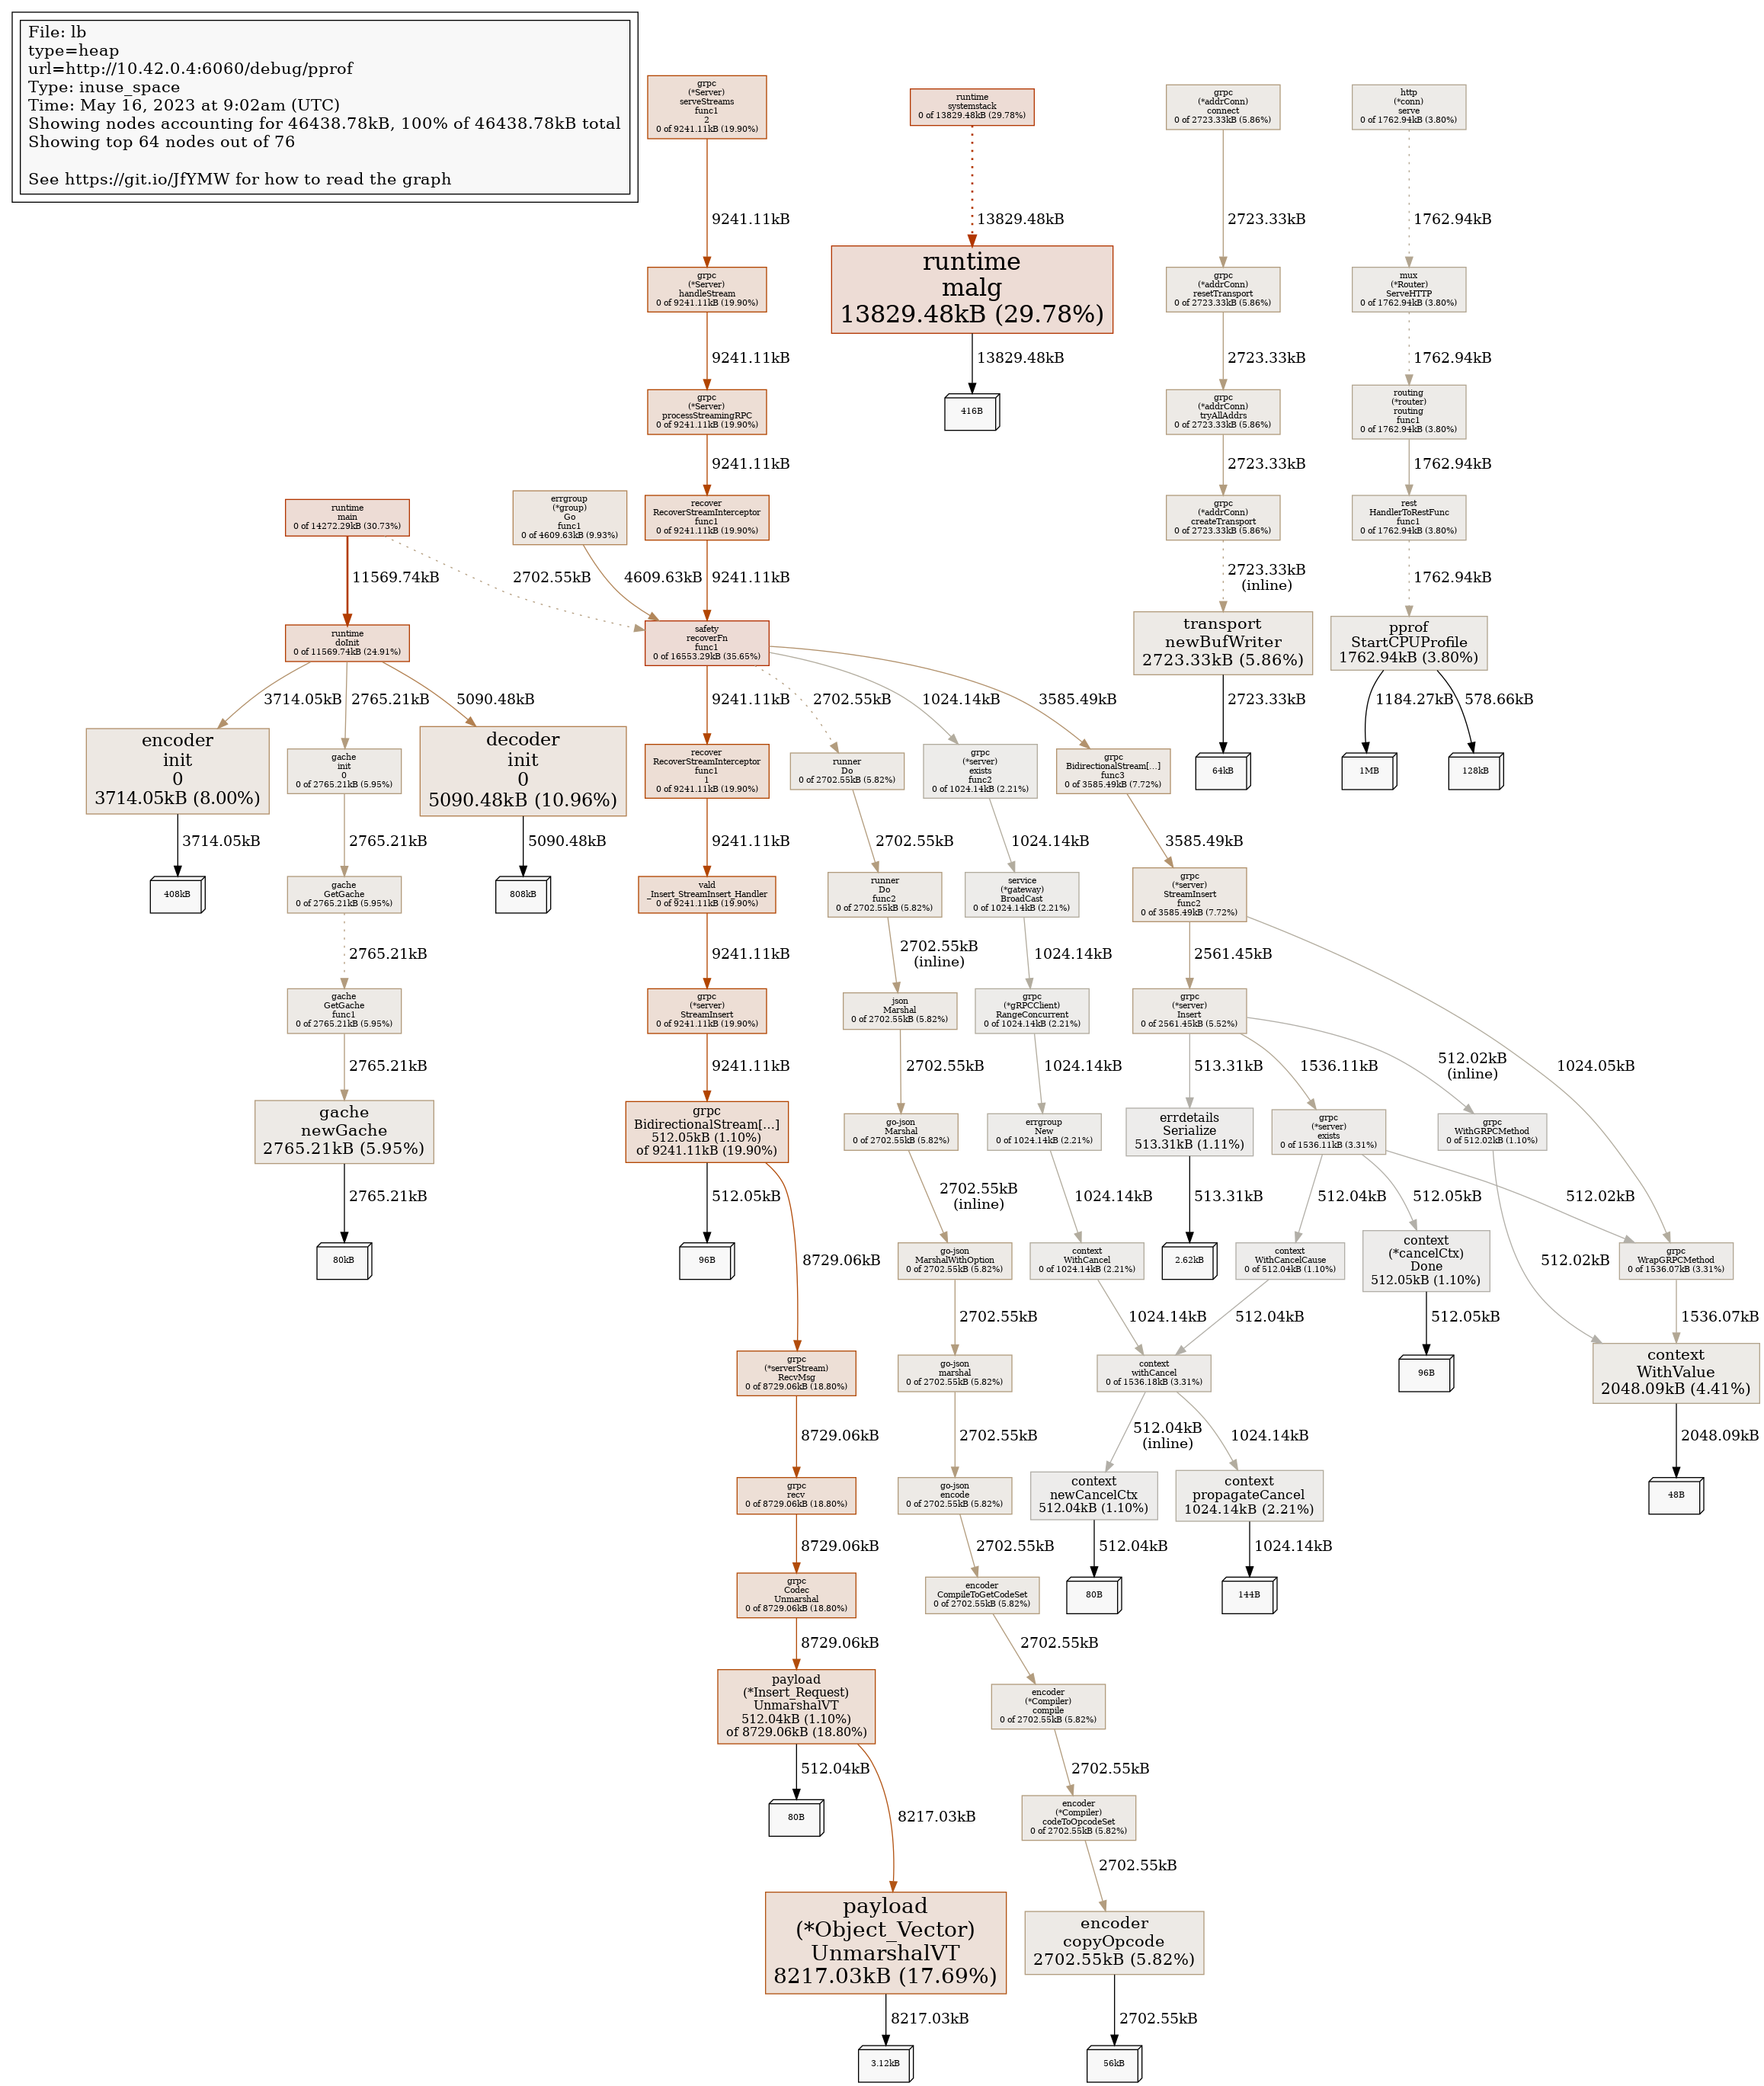 File: lb
type=heap
url=http://10.42.0.4:6060/debug/pprof
Type: inuse_space
Time: May 16, 2023 at 9:02am (UTC)
Showing nodes accounting for 46438.78kB, 100% of 46438.78kB total
Showing top 64 nodes out of 76
See https://git.io/JfYMW for how to read the graph
grpc
(*Server)
serveStreams
func1
2
0 of 9241.11kB (19.90%)
runtime
systemstack
0 of 13829.48kB (29.78%)
grpc
(*addrConn)
connect
0 of 2723.33kB (5.86%)
http
(*conn)
serve
0 of 1762.94kB (3.80%)
9241.11kB
13829.48kB
2723.33kB
1762.94kB
grpc
(*Server)
handleStream
0 of 9241.11kB (19.90%)
runtime
malg
13829.48kB (29.78%)
grpc
(*addrConn)
resetTransport
0 of 2723.33kB (5.86%)
mux
(*Router)
ServeHTTP
0 of 1762.94kB (3.80%)
9241.11kB
13829.48kB
2723.33kB
1762.94kB
grpc
(*Server)
processStreamingRPC
0 of 9241.11kB (19.90%)
416B
grpc
(*addrConn)
tryAllAddrs
0 of 2723.33kB (5.86%)
routing
(*router)
routing
func1
0 of 1762.94kB (3.80%)
9241.11kB
2723.33kB
1762.94kB
runtime
main
0 of 14272.29kB (30.73%)
errgroup
(*group)
Go
func1
0 of 4609.63kB (9.93%)
recover
RecoverStreamInterceptor
func1
0 of 9241.11kB (19.90%)
grpc
(*addrConn)
createTransport
0 of 2723.33kB (5.86%)
rest
HandlerToRestFunc
func1
0 of 1762.94kB (3.80%)
11569.74kB
2702.55kB
4609.63kB
9241.11kB
2723.33kB
(inline)
1762.94kB
runtime
doInit
0 of 11569.74kB (24.91%)
safety
recoverFn
func1
0 of 16553.29kB (35.65%)
transport
newBufWriter
2723.33kB (5.86%)
pprof
StartCPUProfile
1762.94kB (3.80%)
3714.05kB
2765.21kB
5090.48kB
9241.11kB
2702.55kB
1024.14kB
3585.49kB
2723.33kB
1184.27kB
578.66kB
encoder
init
0
3714.05kB (8.00%)
gache
init
0
0 of 2765.21kB (5.95%)
decoder
init
0
5090.48kB (10.96%)
recover
RecoverStreamInterceptor
func1
1
0 of 9241.11kB (19.90%)
runner
Do
0 of 2702.55kB (5.82%)
grpc
(*server)
exists
func2
0 of 1024.14kB (2.21%)
grpc
BidirectionalStream[...]
func3
0 of 3585.49kB (7.72%)
64kB
1MB
128kB
3714.05kB
2765.21kB
5090.48kB
9241.11kB
2702.55kB
1024.14kB
3585.49kB
408kB
gache
GetGache
0 of 2765.21kB (5.95%)
808kB
vald
_Insert_StreamInsert_Handler
0 of 9241.11kB (19.90%)
runner
Do
func2
0 of 2702.55kB (5.82%)
service
(*gateway)
BroadCast
0 of 1024.14kB (2.21%)
grpc
(*server)
StreamInsert
func2
0 of 3585.49kB (7.72%)
2765.21kB
9241.11kB
2702.55kB
(inline)
1024.14kB
2561.45kB
gache
GetGache
func1
0 of 2765.21kB (5.95%)
grpc
(*server)
StreamInsert
0 of 9241.11kB (19.90%)
json
Marshal
0 of 2702.55kB (5.82%)
grpc
(*gRPCClient)
RangeConcurrent
0 of 1024.14kB (2.21%)
grpc
(*server)
Insert
0 of 2561.45kB (5.52%)
2765.21kB
9241.11kB
2702.55kB
1024.14kB
513.31kB
1536.11kB
512.02kB
(inline)
1024.05kB
gache
newGache
2765.21kB (5.95%)
grpc
BidirectionalStream[...]
512.05kB (1.10%)
of 9241.11kB (19.90%)
go-json
Marshal
0 of 2702.55kB (5.82%)
errgroup
New
0 of 1024.14kB (2.21%)
errdetails
Serialize
513.31kB (1.11%)
grpc
(*server)
exists
0 of 1536.11kB (3.31%)
grpc
WithGRPCMethod
0 of 512.02kB (1.10%)
2765.21kB
512.05kB
8729.06kB
2702.55kB
(inline)
1024.14kB
513.31kB
512.04kB
512.05kB
512.02kB
512.02kB
80kB
96B
go-json
MarshalWithOption
0 of 2702.55kB (5.82%)
context
WithCancel
0 of 1024.14kB (2.21%)
2.62kB
context
WithCancelCause
0 of 512.04kB (1.10%)
context
(*cancelCtx)
Done
512.05kB (1.10%)
grpc
WrapGRPCMethod
0 of 1536.07kB (3.31%)
2702.55kB
1024.14kB
512.04kB
512.05kB
1536.07kB
grpc
(*serverStream)
RecvMsg
0 of 8729.06kB (18.80%)
go-json
marshal
0 of 2702.55kB (5.82%)
context
withCancel
0 of 1536.18kB (3.31%)
96B
context
WithValue
2048.09kB (4.41%)
8729.06kB
2702.55kB
512.04kB
(inline)
1024.14kB
2048.09kB
grpc
recv
0 of 8729.06kB (18.80%)
go-json
encode
0 of 2702.55kB (5.82%)
context
newCancelCtx
512.04kB (1.10%)
context
propagateCancel
1024.14kB (2.21%)
48B
8729.06kB
2702.55kB
512.04kB
1024.14kB
grpc
Codec
Unmarshal
0 of 8729.06kB (18.80%)
encoder
CompileToGetCodeSet
0 of 2702.55kB (5.82%)
80B
144B
8729.06kB
2702.55kB
payload
(*Insert_Request)
UnmarshalVT
512.04kB (1.10%)
of 8729.06kB (18.80%)
encoder
(*Compiler)
compile
0 of 2702.55kB (5.82%)
512.04kB
8217.03kB
2702.55kB
80B
encoder
(*Compiler)
codeToOpcodeSet
0 of 2702.55kB (5.82%)
2702.55kB
payload
(*Object_Vector)
UnmarshalVT
8217.03kB (17.69%)
encoder
copyOpcode
2702.55kB (5.82%)
8217.03kB
2702.55kB
3.12kB
56kB